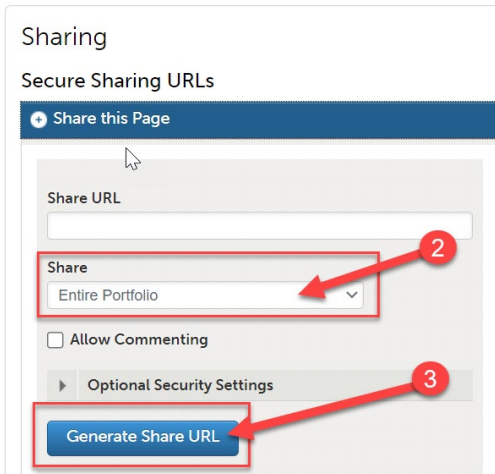 Sharing
Secure Sharing URLs
Share this Page
Share URL
2
Share
Entire Portfolio
Allow Commenting
3
Optional Security Settings
Generate Share URL